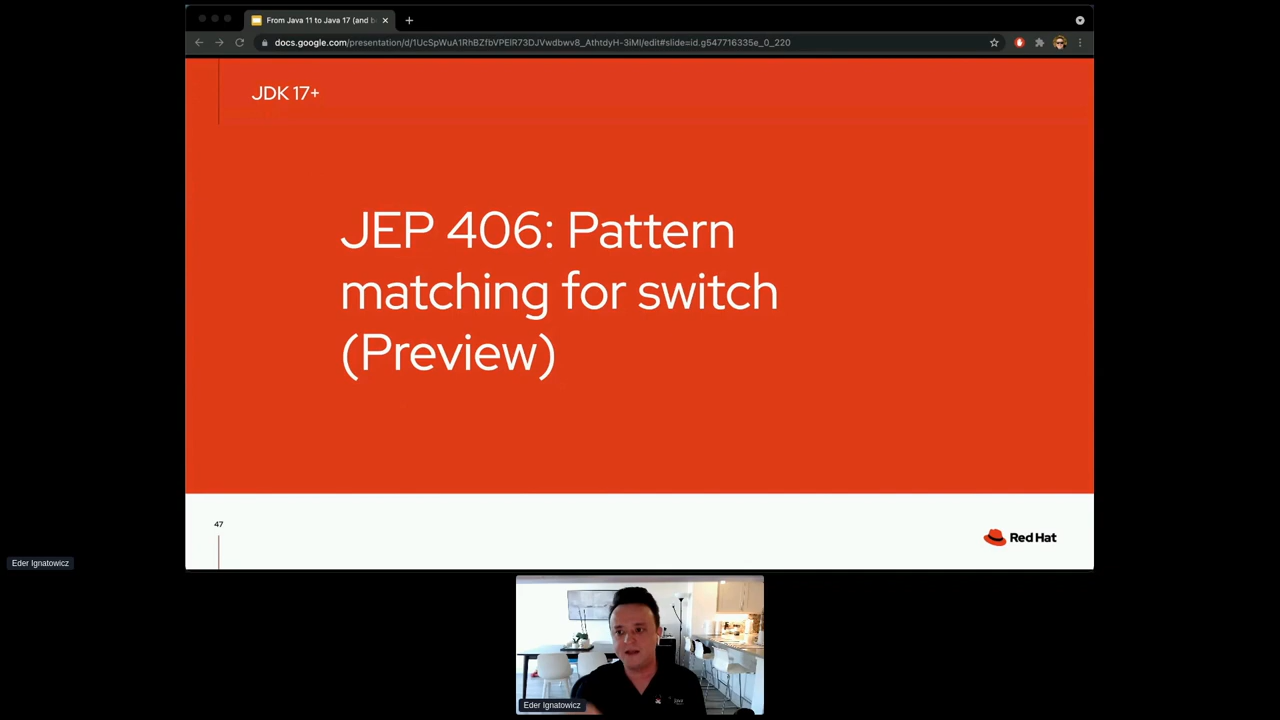 From Java 11 to Java 17 (and b
docs.google.com/presentation/d/1UcSpWuA1RhBZfbVPEIR73DJVwdbwv8_AthtdyH-3iMI/edit#slide=id.g547716335e_0_220
JDK 17+
JEP 406: Pattern
matching for switch
(Preview)
47
Red Hat
Eder Ignatowicz
Eder Ignatowicz